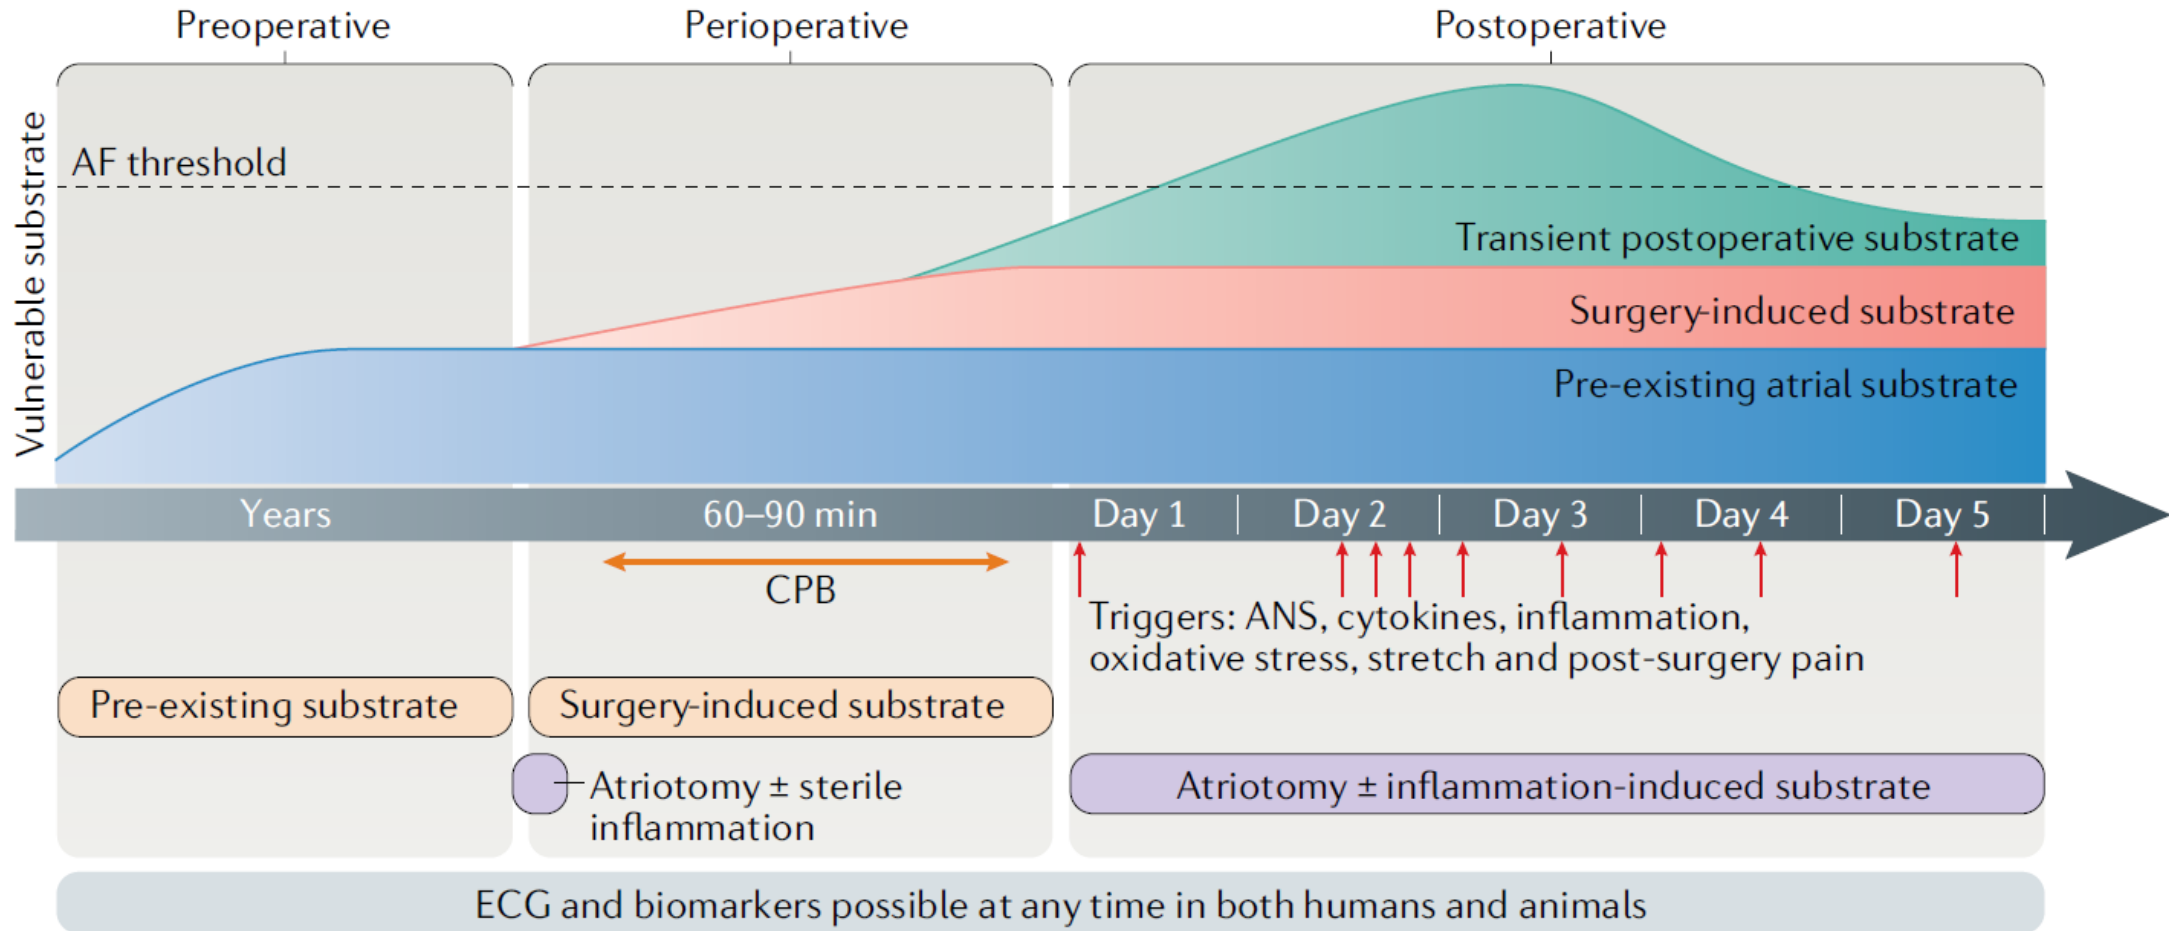 Preoperative
Perioperative
Postoperative
Vulnerable substrate
AF threshold
Transient postoperative substrate
Surgery-induced substrate
Pre-existing atrial substrate
Years
60–90 min
Day 1
Day 2
Day 3
Day 4
Day 5
CPB
Triggers: ANS, cytokines, inflammation,
oxidative stress, stretch and post-surgery pain
Pre-existing substrate
Surgery-induced substrate
Atriotomy ± sterile
inflammation
Atriotomy ± inflammation-induced substrate
ECG and biomarkers possible at any time in both humans and animals